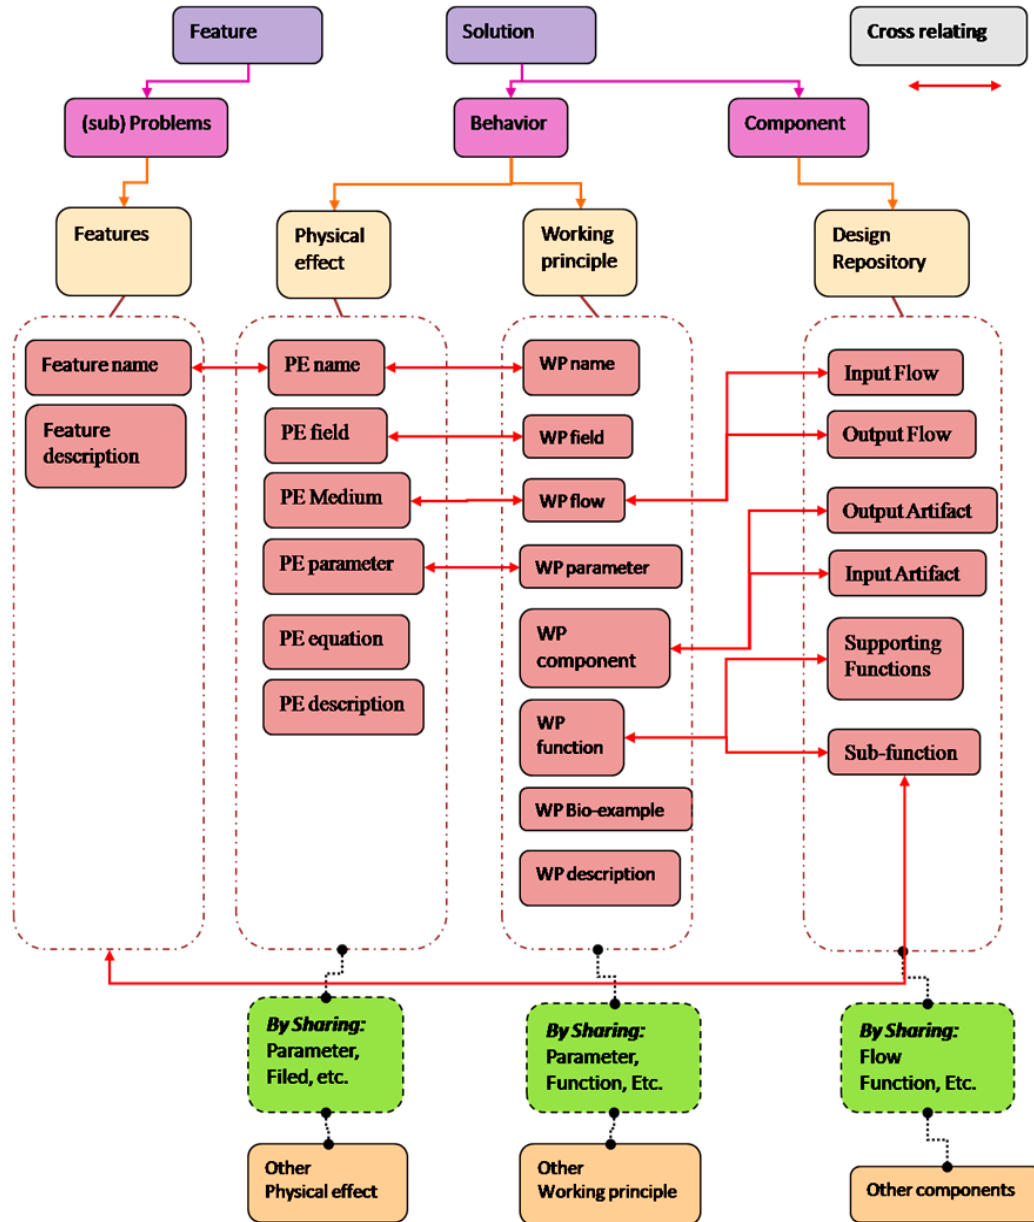 Feature
Solution
Cross relating
(sub) Problems
Behavior
Component
Features
Physical
effect
Working
principle
Design
Repository
Feature name
Feature
description
PE name
PE field
PE Medium
PE parameter
PE equation
PE description
WP name
WP field
WP flow
WP parameter
WP
component
WP
function
WP Bio-example
WP description
Input Flow
Output Flow
Output Artifact
Input Artifact
Supporting
Functions
Sub-function
By Sharing:
Parameter,
Filed, etc.
By Sharing:
Parameter,
Function, Etc.
By Sharing:
Flow
Function, Etc.
Other
Physical effect
Other
Working principle
Other components